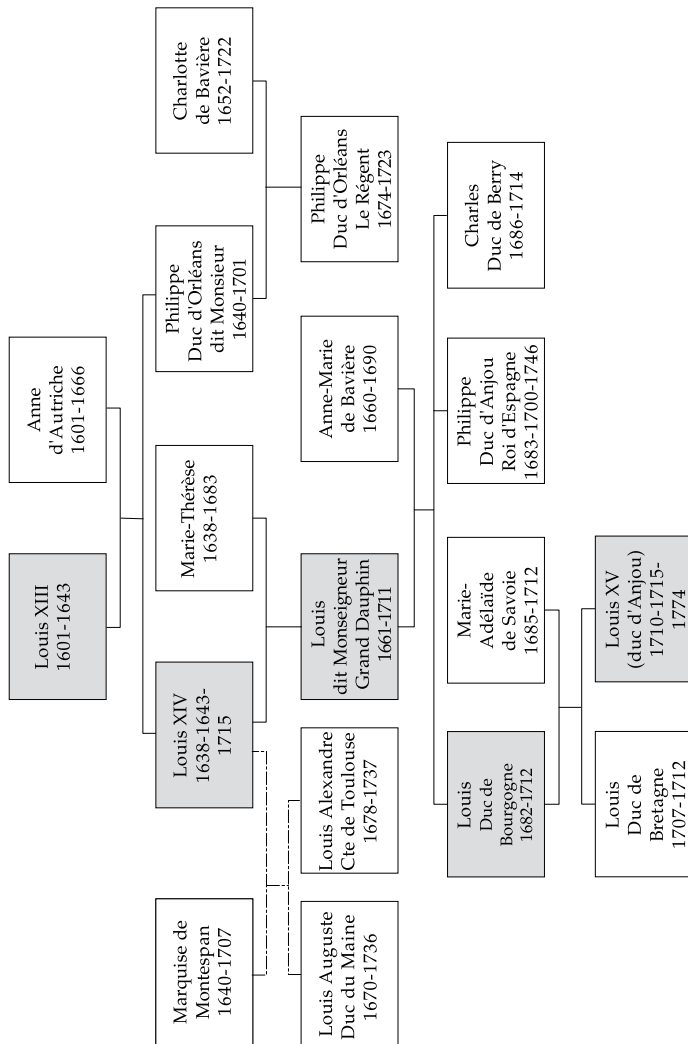 Louis XIII
1601-1643
Anne
d'Autriche
1601-1666
Marquise de
Montespan
1640-1707
Louis XIV
1638-1643-
1715
Marie-Thérèse
1638-1683
Philippe
Duc d'Orléans
dit Monsieur
1640-1701
Charlotte
de Bavière
1652-1722
Louis Auguste
Duc du Maine
1670-1736
Louis Alexandre
Cte de Toulouse
1678-1737
Louis
dit Monseigneur
Grand Dauphin
1661-1711
Anne-Marie
de Bavière
1660-1690
Philippe
Duc d'Orléans
Le Régent
1674-1723
Louis
Duc de
Bourgogne
1682-1712
Marie-
Adélaïde
de Savoie
1685-1712
Philippe
Duc d'Anjou
Roi d'Espagne
1683-1700-1746
Charles
Duc de Berry
1686-1714
Louis
Duc de
Bretagne
1707-1712
Louis XV
(duc d'Anjou)
1710-1715-
1774